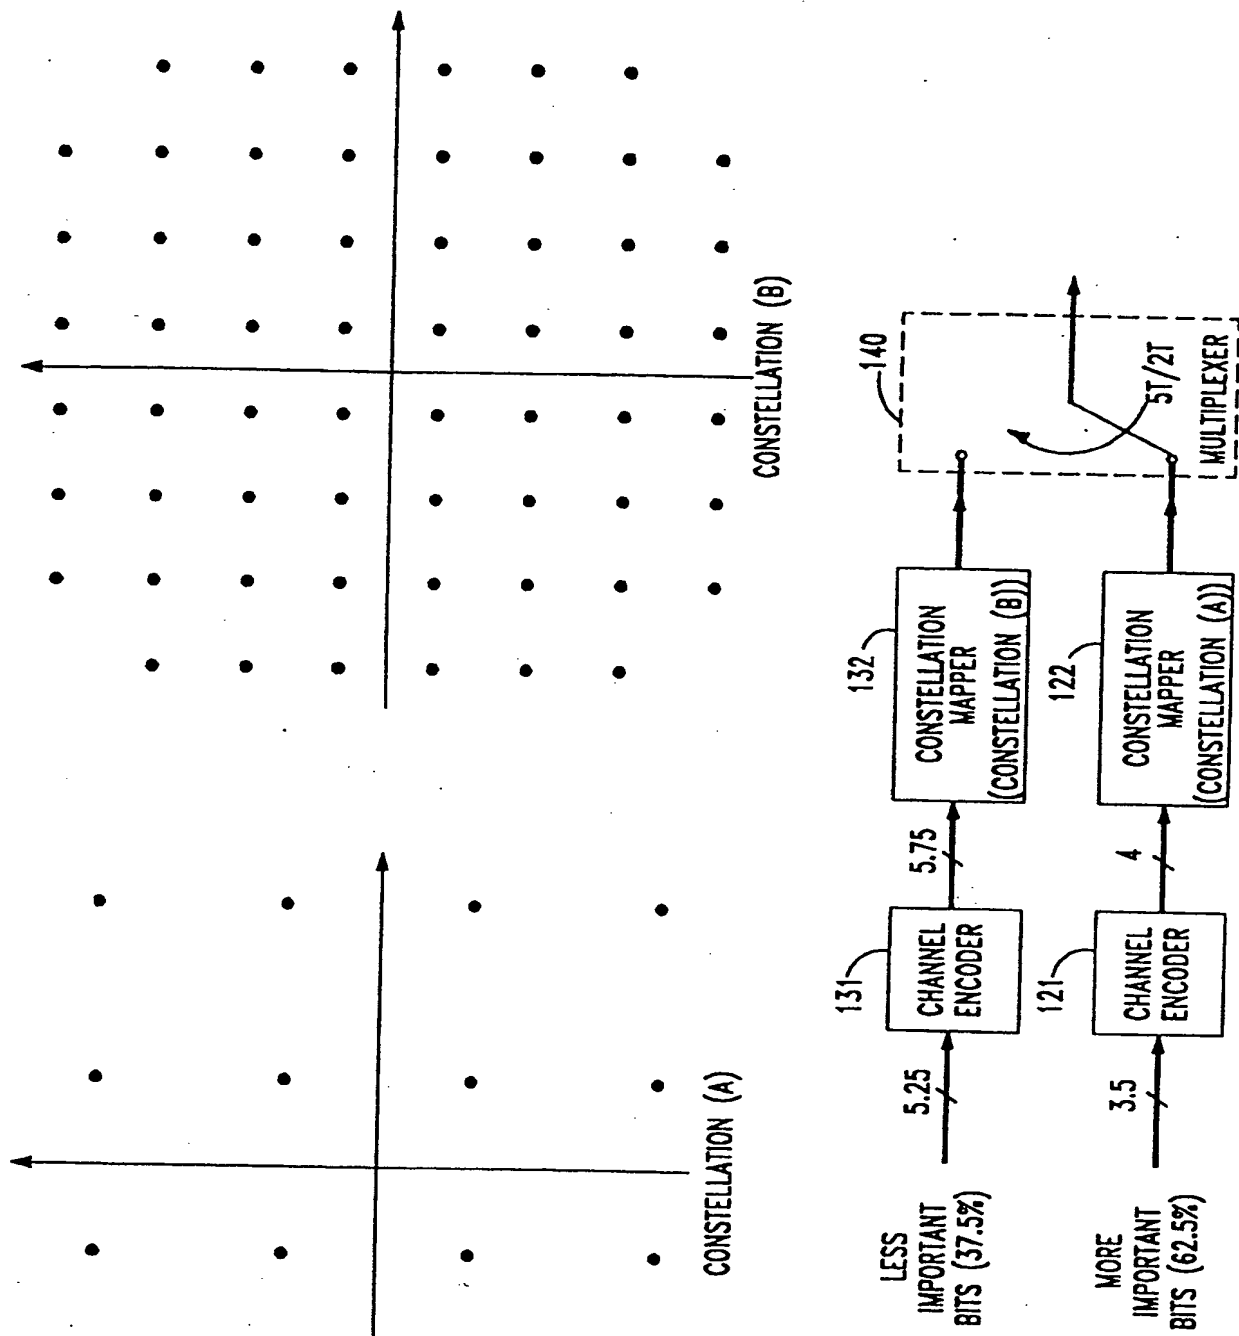 CONSTELLATION (A)
CONSTELLATION (B)
LESS
IMPORTANT
BITS (37.5%)
5.25
131
CHANNEL
ENCODER
5.75
132
CONSTELLATION
MAPPER
(CONSTELLATION (B))
140
5T/2T
MULTIPLEXER
MORE
IMPORTANT
BITS (62.5%)
3.5
121
CHANNEL
ENCODER
4
122
CONSTELLATION
MAPPER
(CONSTELLATION (A))